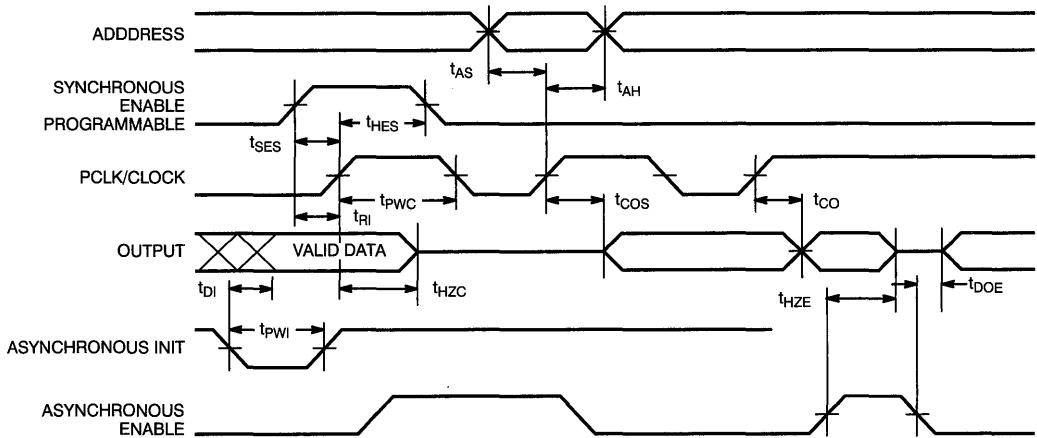 ADDDRESS
tAS
tAH
SYNCHRONOUS
ENABLE
PROGRAMMABLE
tHES
tSES
PCLK/CLOCK
tPWC
tRI
tCOS
tCO
OUTPUT
VALID DATA
tDI
tHZC
tHZE
tDOE
tPWI
ASYNCHRONOUS INIT
ASYNCHRONOUS
ENABLE